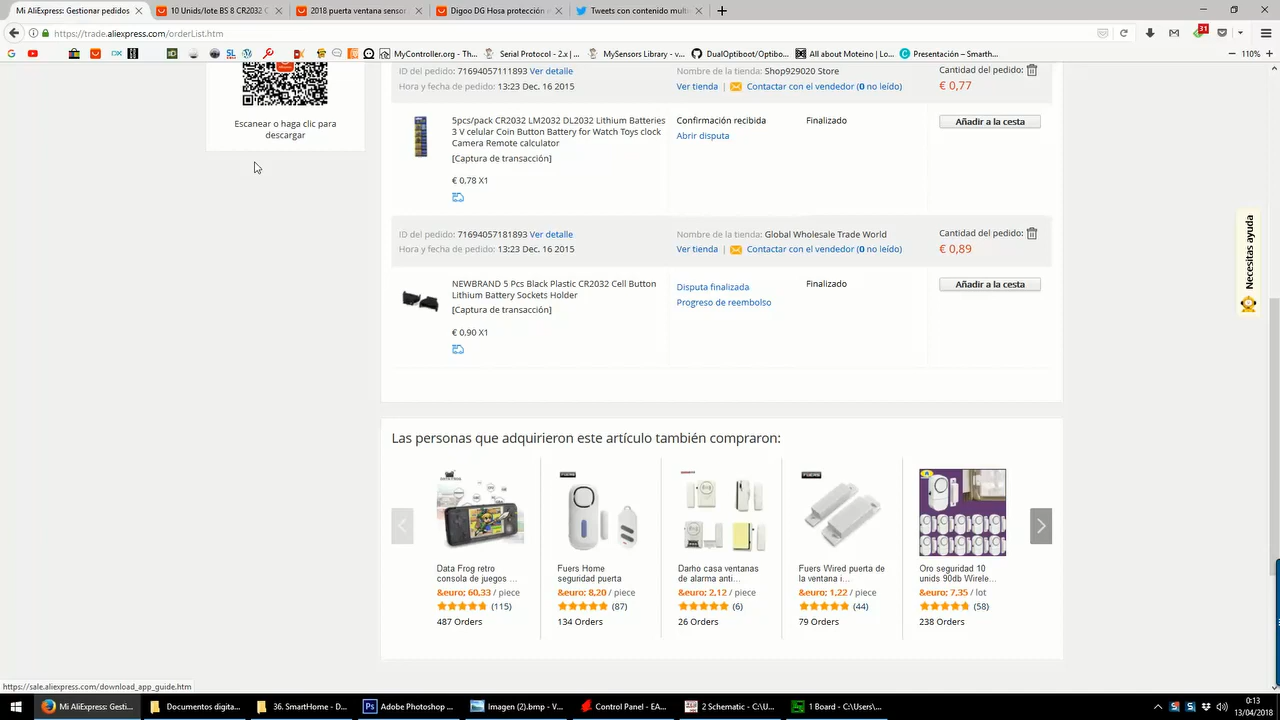 Mi AliExpress: Gestionar pedidos
10 Unids/lote BS 8 CR2032 C
2018 puerta ventana sensor
Digoo DG Hosa protección e
Tweets con contenido mult
https://trade.aliexpress.com/orderList.htm
31
MyController.org - Th...
Serial Protocol - 2.x | ...
MySensors Library - v...
DualOptiboot/Optibo...
All about Moteino | Lo...
Presentación – Smarth...
110%
Escanear o haga clic para
descargar
ID del pedido: 71694057111893 Ver detalle
Hora y fecha de pedido: 13:23 Dec. 16 2015
Nombre de la tienda: Shop929020 Store
Ver tienda | Contactar con el vendedor (0 no leído)
Cantidad del pedido:
€ 0,77
5pcs/pack CR2032 LM2032 DL2032 Lithium Batteries
3 V celular Coin Button Battery for Watch Toys clock
Camera Remote calculator
[Captura de transacción]
€ 0,78 X1
Confirmación recibida
Abrir disputa
Finalizado
Añadir a la cesta
ID del pedido: 71694057181893 Ver detalle
Hora y fecha de pedido: 13:23 Dec. 16 2015
Nombre de la tienda: Global Wholesale Trade World
Ver tienda | Contactar con el vendedor (0 no leído)
Cantidad del pedido:
€ 0,89
NEWBRAND 5 Pcs Black Plastic CR2032 Cell Button
Lithium Battery Sockets Holder
[Captura de transacción]
€ 0,90 X1
Disputa finalizada
Progreso de reembolso
Finalizado
Añadir a la cesta
Necesitas ayuda
Las personas que adquirieron este artículo también compraron:
Data Frog retro
consola de juegos ...
&euro; 60,33 / piece
(115)
487 Orders
Fuers Home
seguridad puerta
&euro; 8,20 / piece
(87)
134 Orders
Darho casa ventanas
de alarma anti...
&euro; 2,12 / piece
(6)
26 Orders
Fuers Wired puerta de
la ventana i...
&euro; 1,22 / piece
(44)
79 Orders
Oro seguridad 10
unids 90db Wirele...
&euro; 7,35 / lot
(58)
238 Orders
https://sale.aliexpress.com/download_app_guide.htm
Mi AliExpress: Gesti...
Documentos digita...
36. SmartHome - D...
Adobe Photoshop ...
Imagen (2).bmp - V...
Control Panel - EA...
2 Schematic - C:\U...
1 Board - C:\Users\...
0:13
13/04/2018